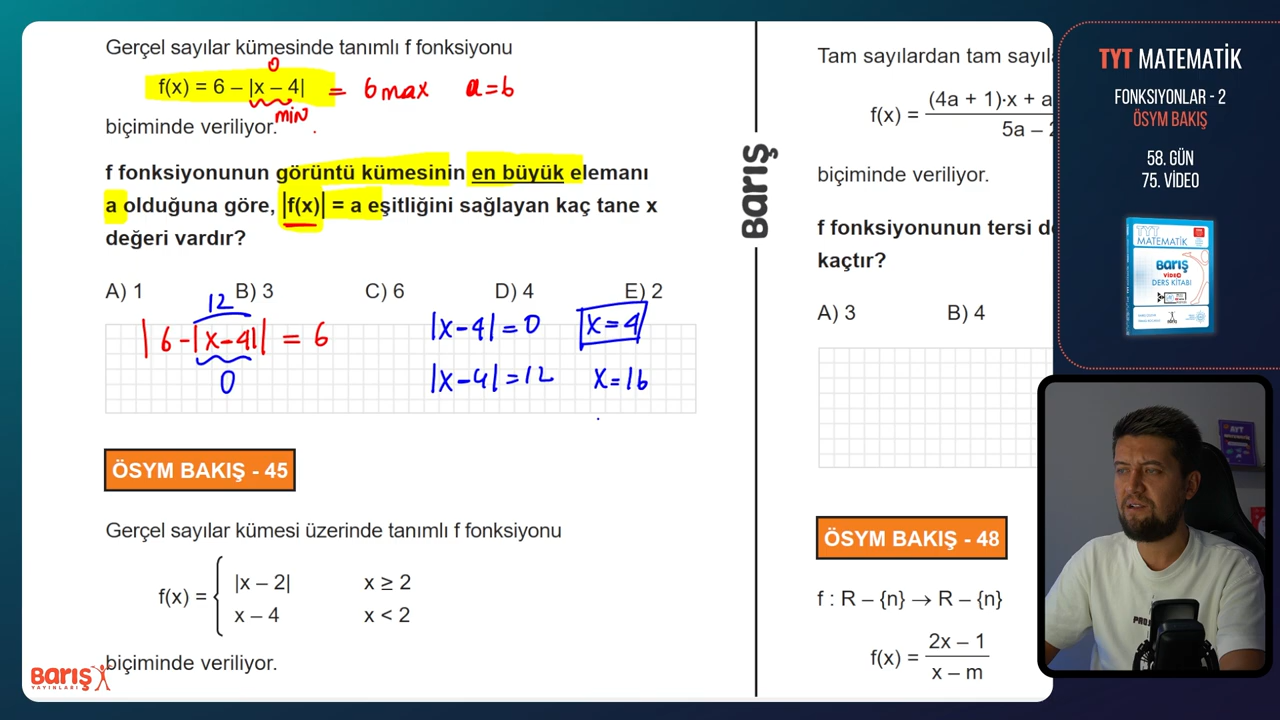 Gerçel sayılar kümesinde tanımlı f fonksiyonu
0
f(x) = 6 – |x – 4| = 6 max a = 6
min
biçiminde veriliyor.
f fonksiyonunun görüntü kümesinin en büyük elemanı
a olduğuna göre, |f(x)| = a eşitliğini sağlayan kaç tane x
değeri vardır?
A) 1 B) 3 C) 6 D) 4 E) 2
12
|6 - |x-4|| = 6
0
|x-4| = 0 x = 4
|x-4| = 12 x = 16
ÖSYM BAKIŞ - 45
Gerçel sayılar kümesi üzerinde tanımlı f fonksiyonu
f(x) =
|x – 2| x ≥ 2
x – 4 x < 2
biçiminde veriliyor.
BARIŞ
YAYINLARI
BARIŞ
Tam sayılardan tam sayıl
f(x) = (4a + 1)·x + a
5a –
biçiminde veriliyor.
f fonksiyonunun tersi d
kaçtır?
A) 3 B) 4
ÖSYM BAKIŞ - 48
f : R – {n} → R – {n}
f(x) = 2x – 1
x – m
TYT MATEMATİK
FONKSIYONLAR - 2
ÖSYM BAKIŞ
58. GÜN
75. VİDEO
TYT
MATEMATİK
BARIŞ
VİDEO
DERS KİTABI